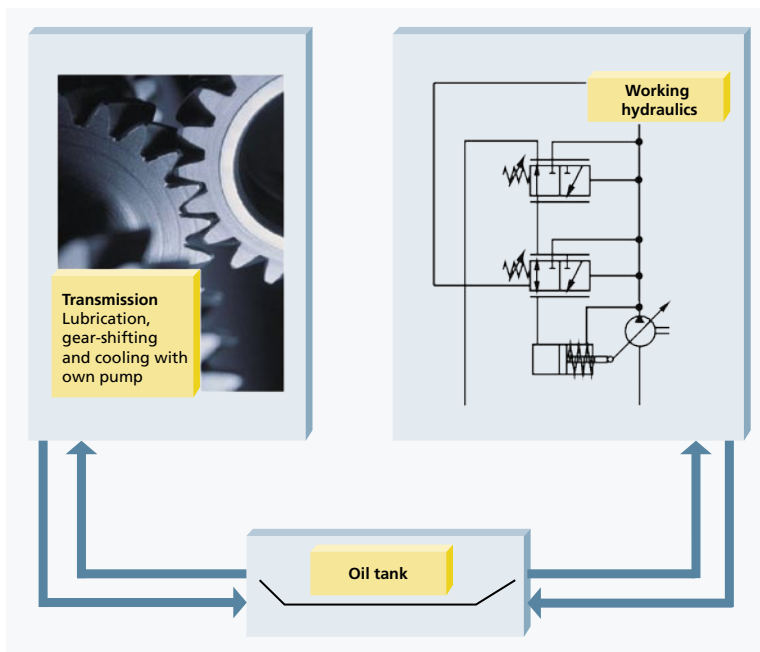 Working
hydraulics
Transmission
Lubrication,
gear-shifting
and cooling with
own pump
Oil tank